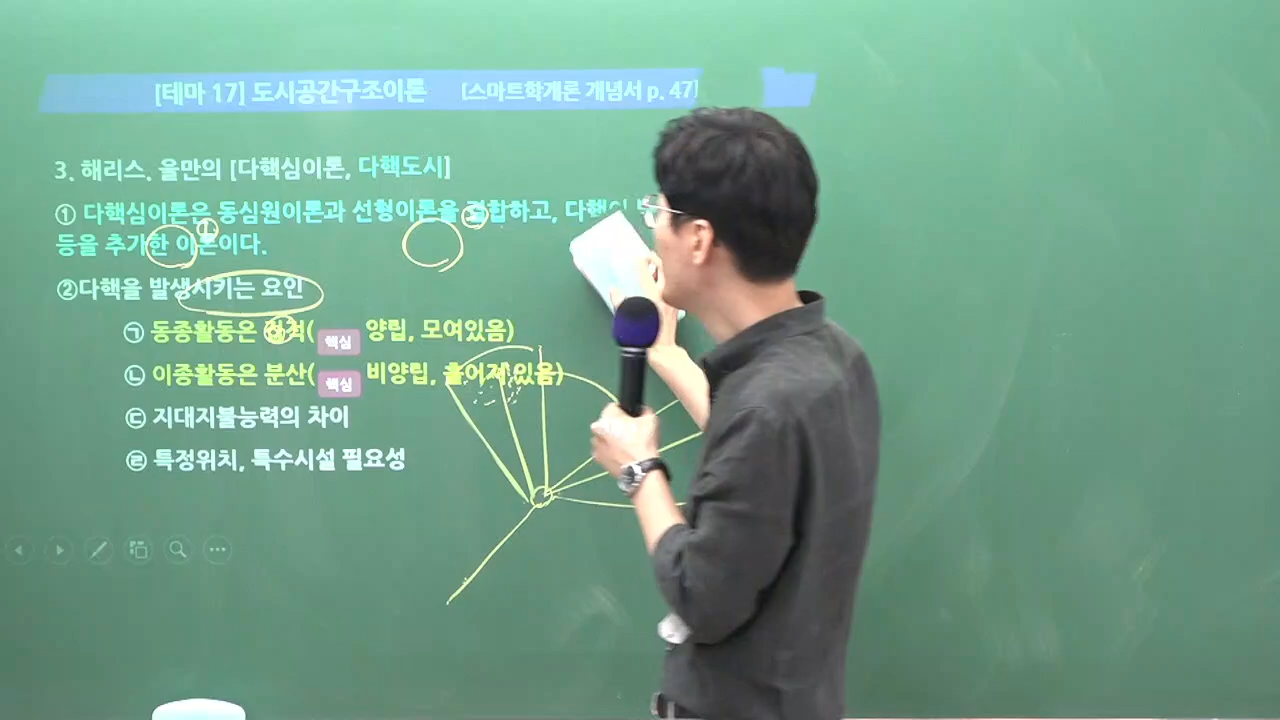 [테마 17] 도시공간구조이론 [스마트학개론 개념서 p. 47]
3. 해리스. 울만의 [다핵심이론, 다핵도시]
① 다핵심이론은 동심원이론과 선형이론을 결합하고, 다핵의
등을 추가한 이론이다.
②다핵을 발생시키는 요인
㉠ 동종활동은 집적( 핵심 양립, 모여있음)
㉡ 이종활동은 분산( 핵심 비양립, 흩어져 있음)
㉢ 지대지불능력의 차이
㉣ 특정위치, 특수시설 필요성